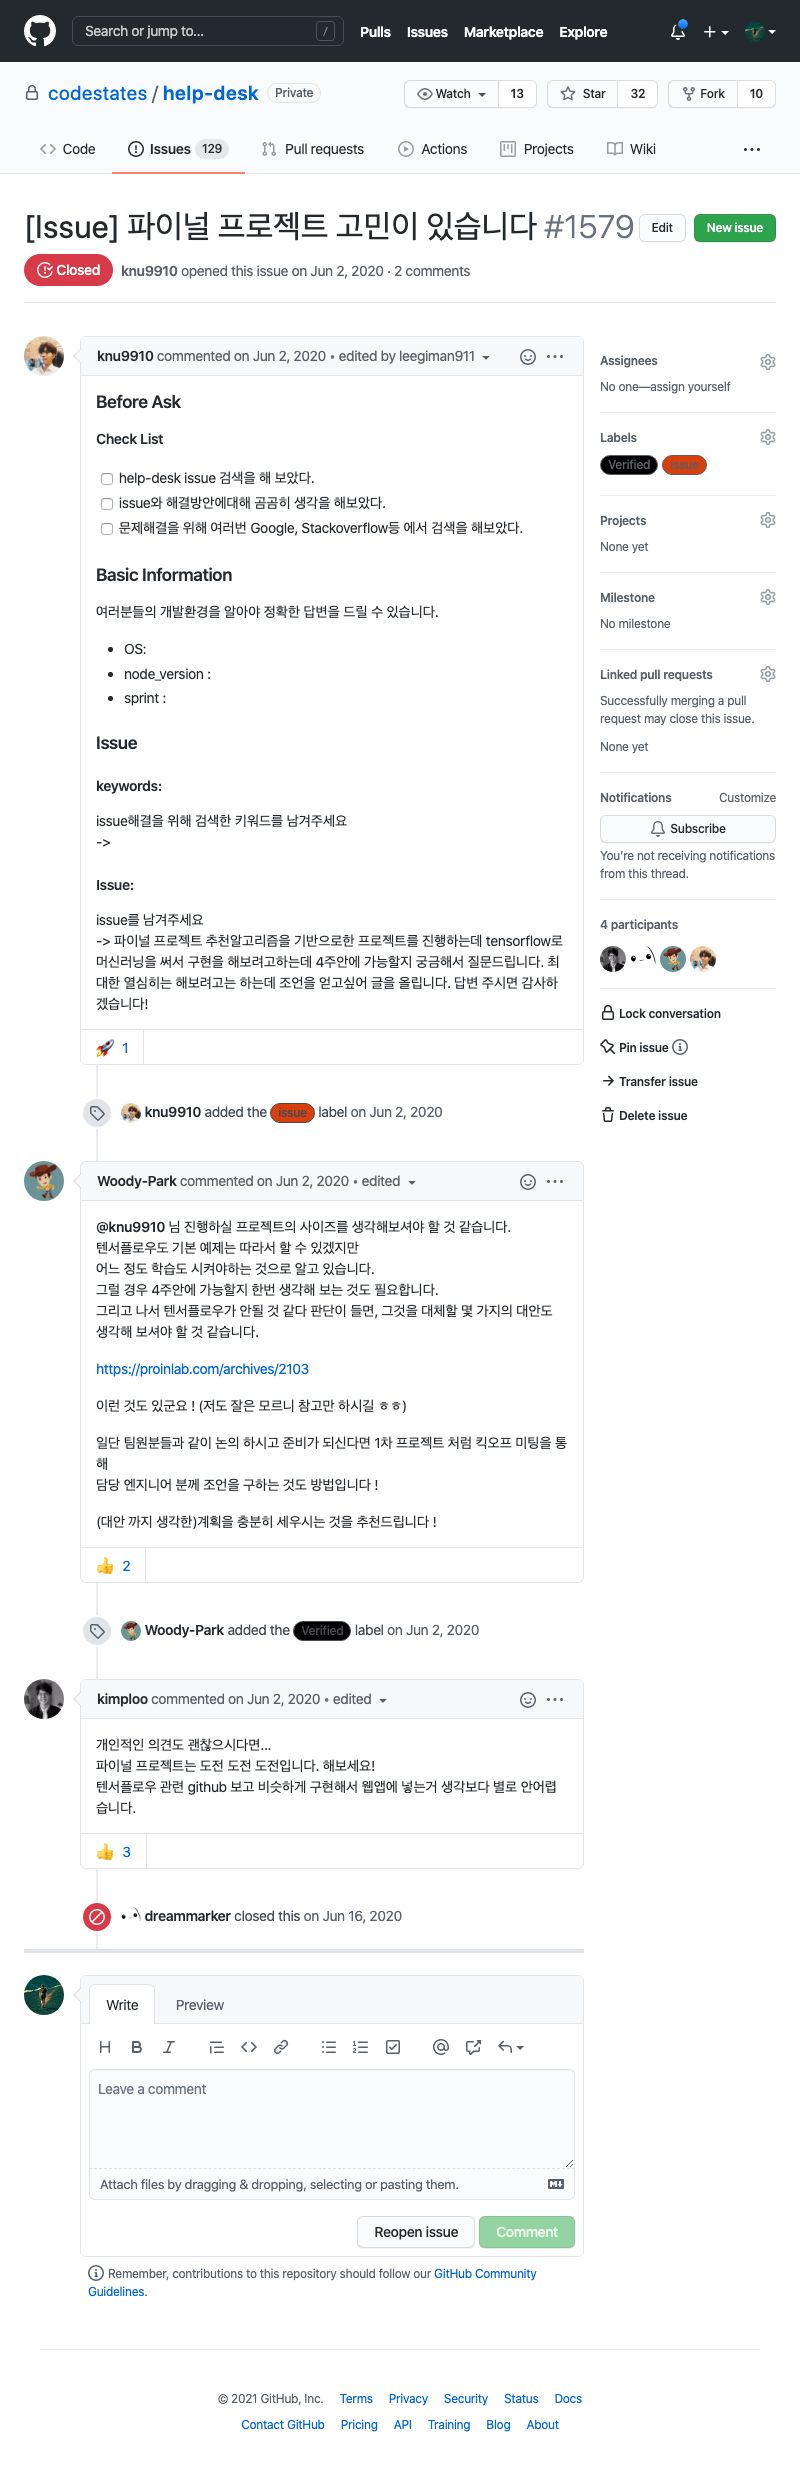 Search or jump to... /
Pulls Issues Marketplace Explore
codestates / help-desk Private
Watch 13 Star 32 Fork 10
Code Issues 129 Pull requests Actions Projects Wiki
[Issue] 파이널 프로젝트 고민이 있습니다 #1579
Edit New issue
Closed knu9910 opened this issue on Jun 2, 2020 · 2 comments
knu9910 commented on Jun 2, 2020 • edited by leegiman911
Before Ask
Check List
help-desk issue 검색을 해 보았다.
issue와 해결방안에대해 곰곰히 생각을 해보았다.
문제해결을 위해 여러번 Google, Stackoverflow등 에서 검색을 해보았다.
Basic Information
여러분들의 개발환경을 알아야 정확한 답변을 드릴 수 있습니다.
• OS:
• node_version :
• sprint :
Issue
keywords:
issue해결을 위해 검색한 키워드를 남겨주세요
->
Issue:
issue를 남겨주세요
-> 파이널 프로젝트 추천알고리즘을 기반으로한 프로젝트를 진행하는데 tensorflow로
머신러닝을 써서 구현을 해보려고하는데 4주안에 가능할지 궁금해서 질문드립니다. 최
대한 열심히는 해보려고는 하는데 조언을 얻고싶어 글을 올립니다. 답변 주시면 감사하
겠습니다!
🚀 1
knu9910 added the issue label on Jun 2, 2020
Woody-Park commented on Jun 2, 2020 • edited
@knu9910 님 진행하실 프로젝트의 사이즈를 생각해보셔야 할 것 같습니다.
텐서플로우도 기본 예제는 따라서 할 수 있겠지만
어느 정도 학습도 시켜야하는 것으로 알고 있습니다.
그럴 경우 4주안에 가능할지 한번 생각해 보는 것도 필요합니다.
그리고 나서 텐서플로우가 안될 것 같다 판단이 들면, 그것을 대체할 몇 가지의 대안도
생각해 보셔야 할 것 같습니다.
https://proinlab.com/archives/2103
이런 것도 있군요 ! (저도 잘은 모르니 참고만 하시길 ㅎㅎ)
일단 팀원분들과 같이 논의 하시고 준비가 되신다면 1차 프로젝트 처럼 킥오프 미팅을 통
해
담당 엔지니어 분께 조언을 구하는 것도 방법입니다 !
(대안 까지 생각한)계획을 충분히 세우시는 것을 추천드립니다 !
👍 2
Woody-Park added the Verified label on Jun 2, 2020
kimploo commented on Jun 2, 2020 • edited
개인적인 의견도 괜찮으시다면...
파이널 프로젝트는 도전 도전 도전입니다. 해보세요!
텐서플로우 관련 github 보고 비슷하게 구현해서 웹앱에 넣는거 생각보다 별로 안어렵
습니다.
👍 3
dreammarker closed this on Jun 16, 2020
Write Preview
Leave a comment
Attach files by dragging & dropping, selecting or pasting them.
Reopen issue Comment
Remember, contributions to this repository should follow our GitHub Community
Guidelines.
Assignees
No one—assign yourself
Labels
Verified issue
Projects
None yet
Milestone
No milestone
Linked pull requests
Successfully merging a pull
request may close this issue.
None yet
Notifications Customize
Subscribe
You're not receiving notifications
from this thread.
4 participants
Lock conversation
Pin issue
Transfer issue
Delete issue
© 2021 GitHub, Inc. Terms Privacy Security Status Docs
Contact GitHub Pricing API Training Blog About